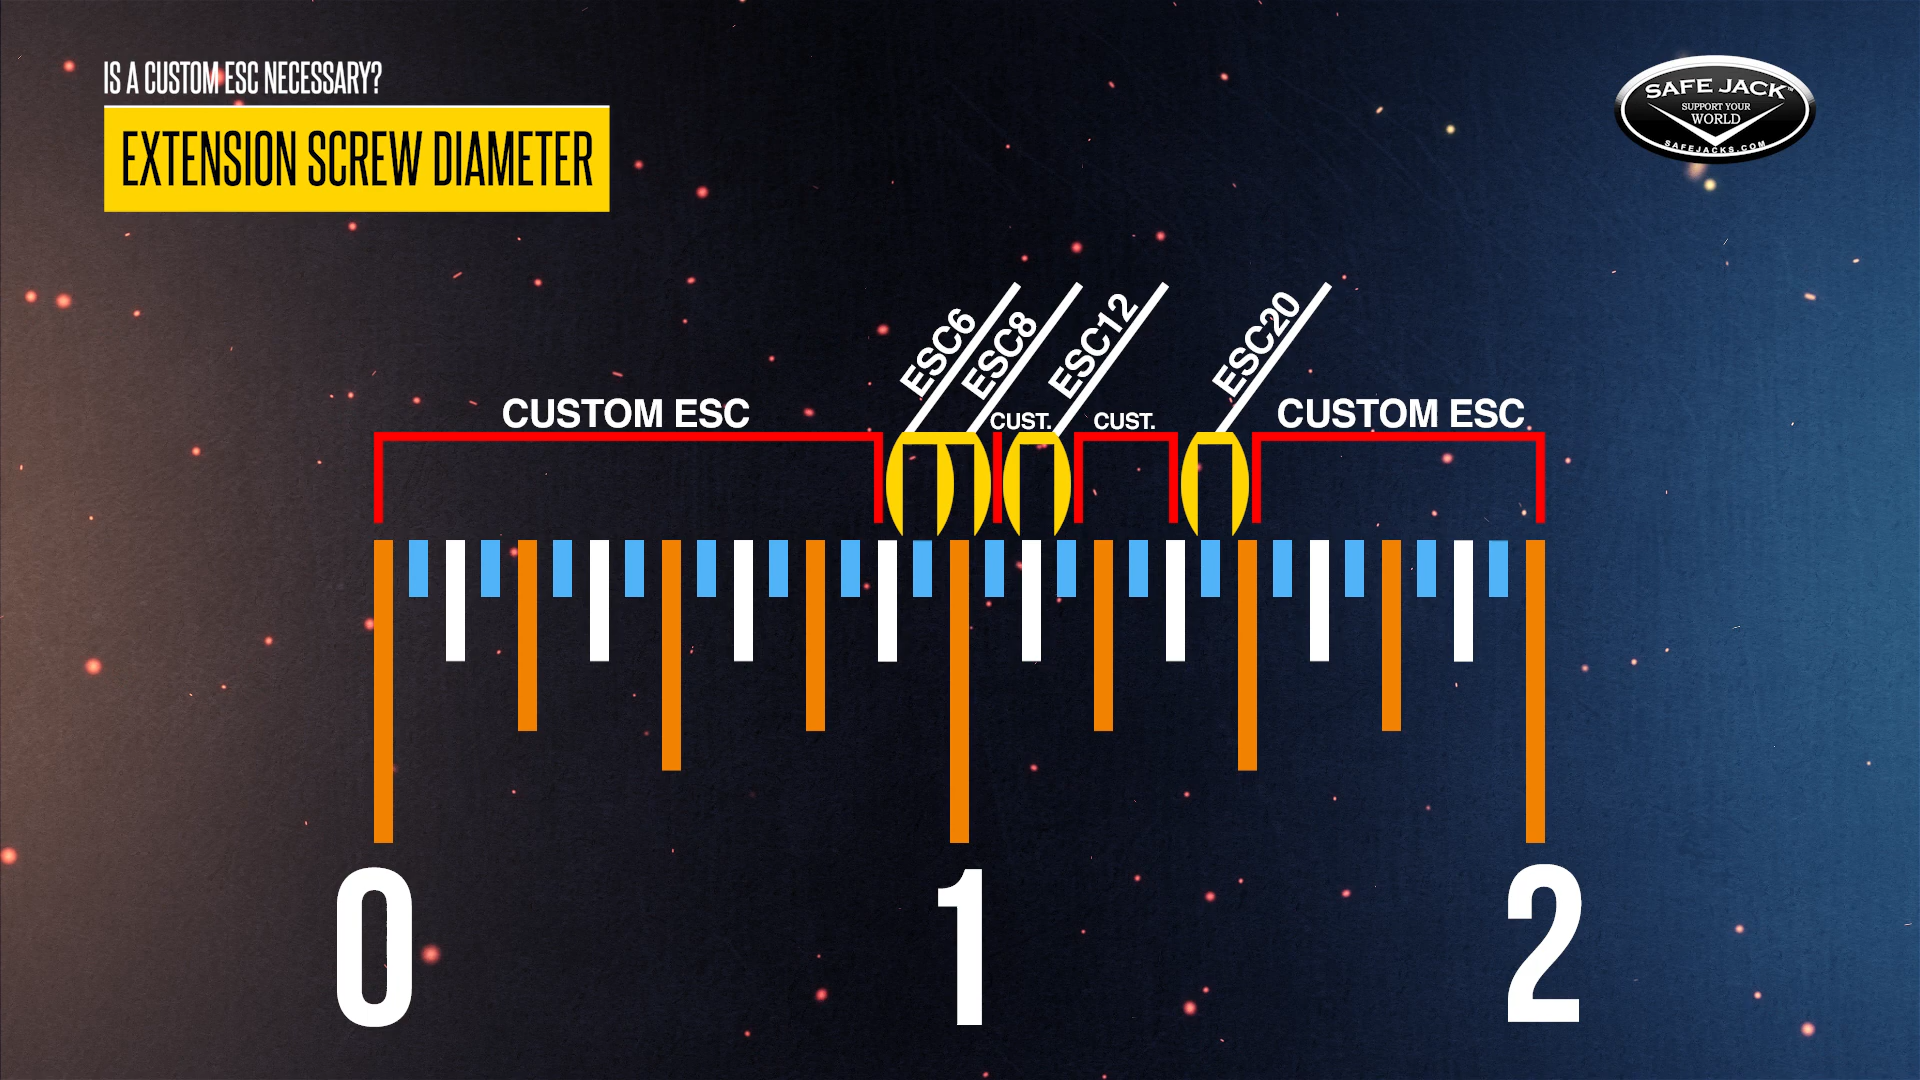 IS A CUSTOM ESC NECESSARY?
EXTENSION SCREW DIAMETER
SAFE JACK™
SUPPORT YOUR
WORLD
SAFEJACKS.COM
ESC6
ESC8
ESC12
ESC20
CUSTOM ESC
CUST.
CUST.
CUSTOM ESC
0
1
2